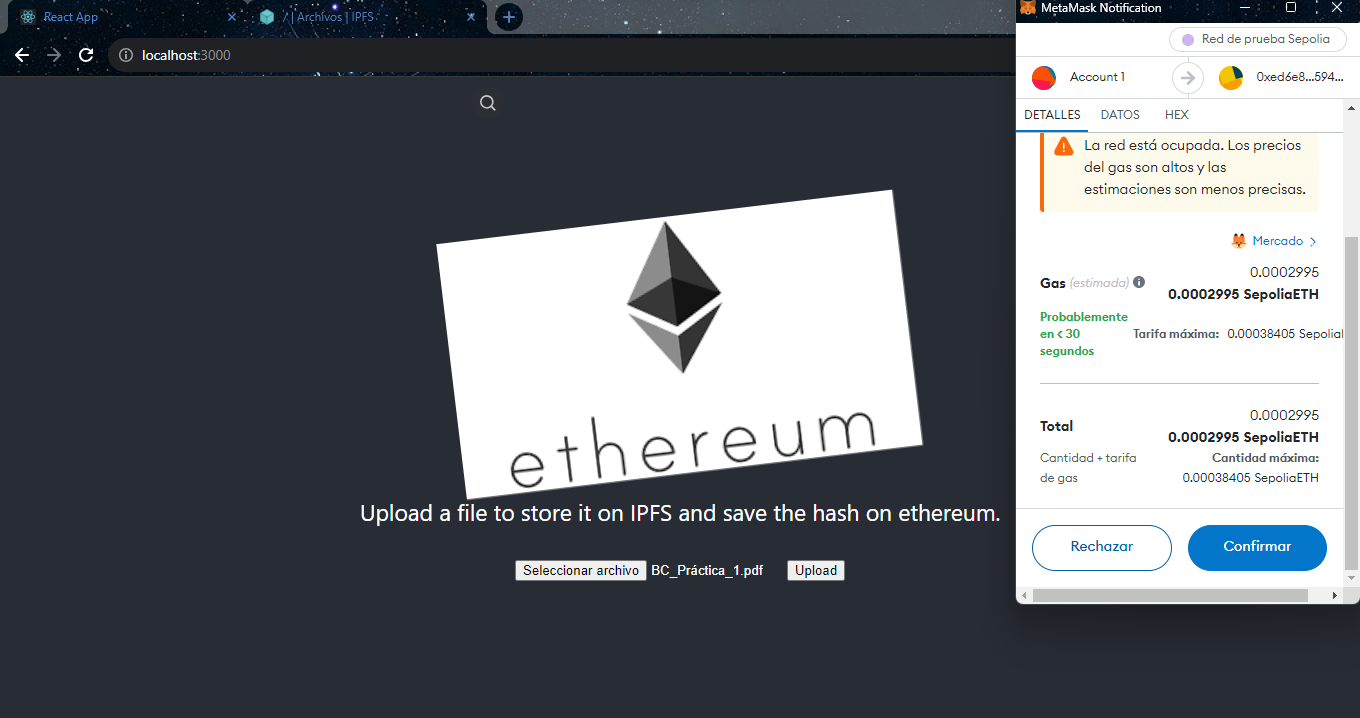 React App
/ | Archivos | IPFS
localhost:3000
ethereum
Upload a file to store it on IPFS and save the hash on ethereum.
Seleccionar archivo BC_Práctica_1.pdf Upload
MetaMask Notification
Red de prueba Sepolia
Account 1 0xed6e8...594...
DETALLES DATOS HEX
La red está ocupada. Los precios
del gas son altos y las
estimaciones son menos precisas.
Mercado
0.0002995
Gas (estimada)
0.0002995 SepoliaETH
Probablemente
en < 30
segundos
Tarifa máxima: 0.00038405 Sepolia
0.0002995
Total
0.0002995 SepoliaETH
Cantidad + tarifa
de gas
Cantidad máxima:
0.00038405 SepoliaETH
Rechazar Confirmar